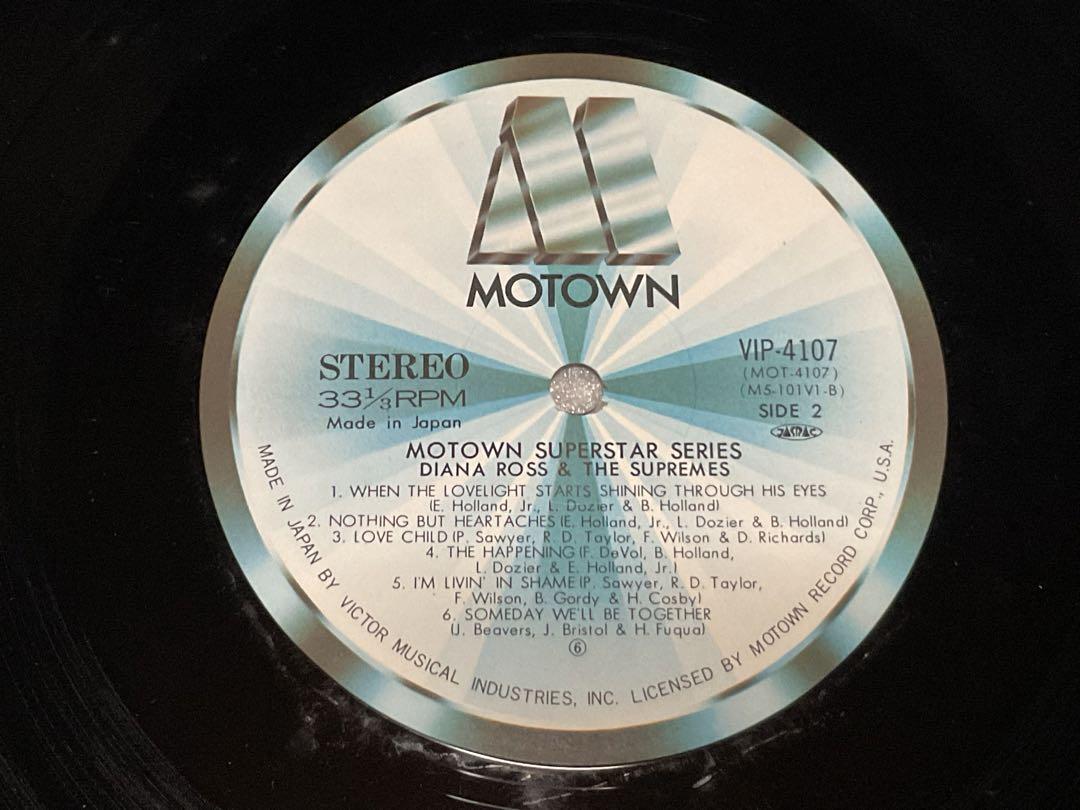 MOTOWN
STEREO
33 1/3 RPM
Made in Japan
VIP-4107
(MOT-4107)
(M5-101V1-B)
SIDE 2
JASRAC
MOTOWN SUPERSTAR SERIES
DIANA ROSS & THE SUPREMES
1. WHEN THE LOVELIGHT STARTS SHINING THROUGH HIS EYES
(E. Holland, Jr., L. Dozier & B. Holland)
2. NOTHING BUT HEARTACHES (E. Holland, Jr., L. Dozier & B. Holland)
3. LOVE CHILD (P. Sawyer, R. D. Taylor, F. Wilson & D. Richards)
4. THE HAPPENING (F. DeVol, B. Holland,
L. Dozier & E. Holland, Jr.)
5. I'M LIVIN' IN SHAME (P. Sawyer, R. D. Taylor,
F. Wilson, B. Gordy & H. Cosby)
6. SOMEDAY WE'LL BE TOGETHER
(J. Beavers, J. Bristol & H. Fuqua)
⑥
MADE IN JAPAN BY VICTOR MUSICAL INDUSTRIES, INC. LICENSED BY MOTOWN RECORD CORP., U.S.A.